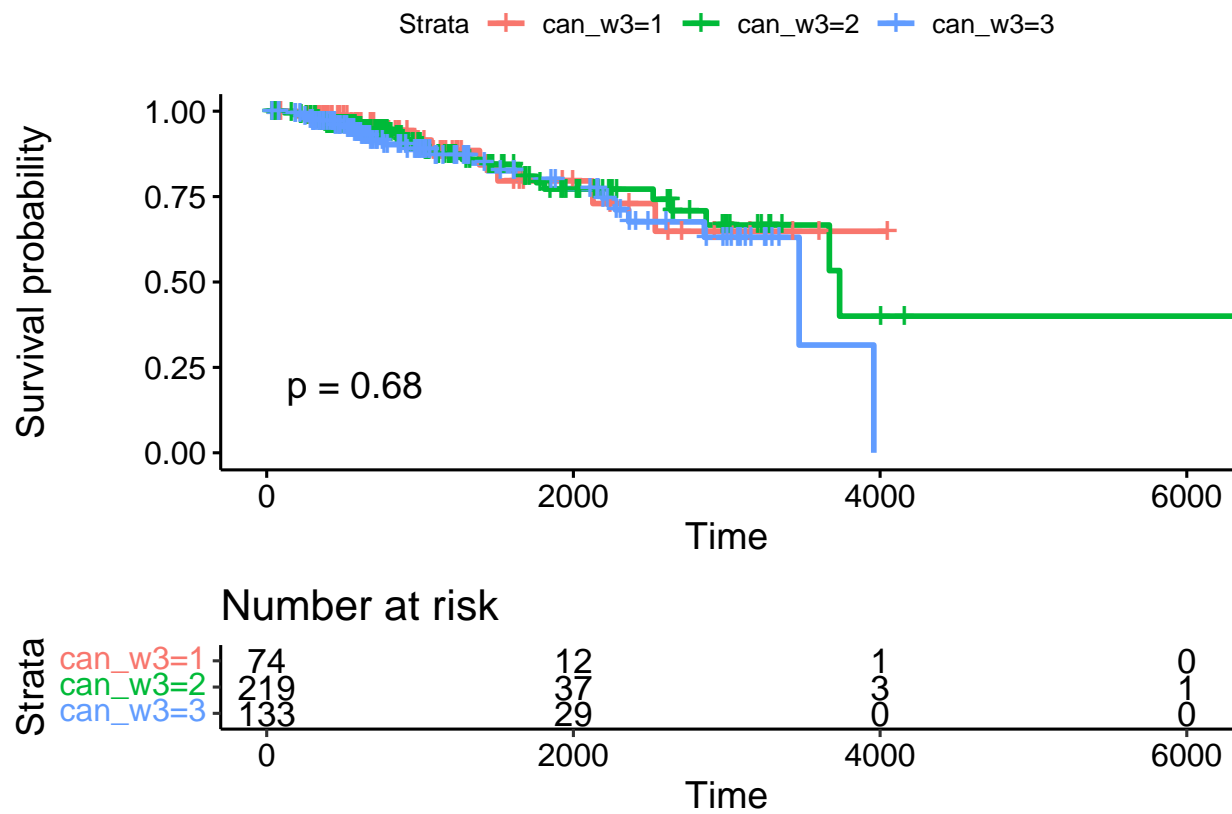 Strata can_w3=1 can_w3=2 can_w3=3
Survival probability
1.00
0.75
0.50
0.25
0.00
p = 0.68
0 2000 4000 6000
Time
Number at risk
Strata
can_w3=1 74 12 1 0
can_w3=2 219 37 3 1
can_w3=3 133 29 0 0
0 2000 4000 6000
Time